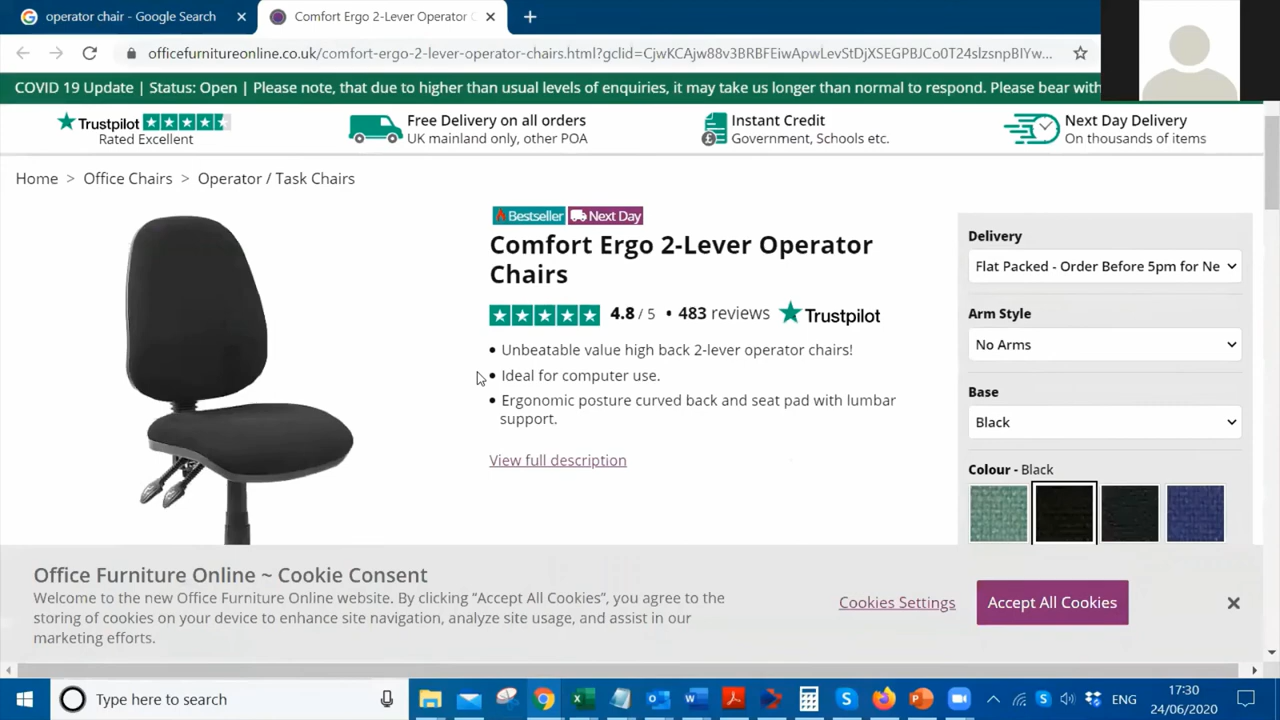 operator chair - Google Search
Comfort Ergo 2-Lever Operator C
officefurnitureonline.co.uk/comfort-ergo-2-lever-operator-chairs.html?gclid=CjwKCAjw88v3BRBFEiwApwLevStDjXSEGPBJCo0T24slzsnpBIYw...
COVID 19 Update | Status: Open | Please note, that due to higher than usual levels of enquiries, it may take us longer than normal to respond. Please bear with
Trustpilot
Rated Excellent
Free Delivery on all orders
UK mainland only, other POA
Instant Credit
Government, Schools etc.
Next Day Delivery
On thousands of items
Home > Office Chairs > Operator / Task Chairs
Bestseller Next Day
Comfort Ergo 2-Lever Operator
Chairs
4.8 / 5 • 483 reviews Trustpilot
• Unbeatable value high back 2-lever operator chairs!
• Ideal for computer use.
• Ergonomic posture curved back and seat pad with lumbar
support.
View full description
Delivery
Flat Packed - Order Before 5pm for Ne
Arm Style
No Arms
Base
Black
Colour - Black
Office Furniture Online ~ Cookie Consent
Welcome to the new Office Furniture Online website. By clicking “Accept All Cookies”, you agree to the
storing of cookies on your device to enhance site navigation, analyze site usage, and assist in our
marketing efforts.
Cookies Settings
Accept All Cookies
Type here to search
ENG
17:30
24/06/2020